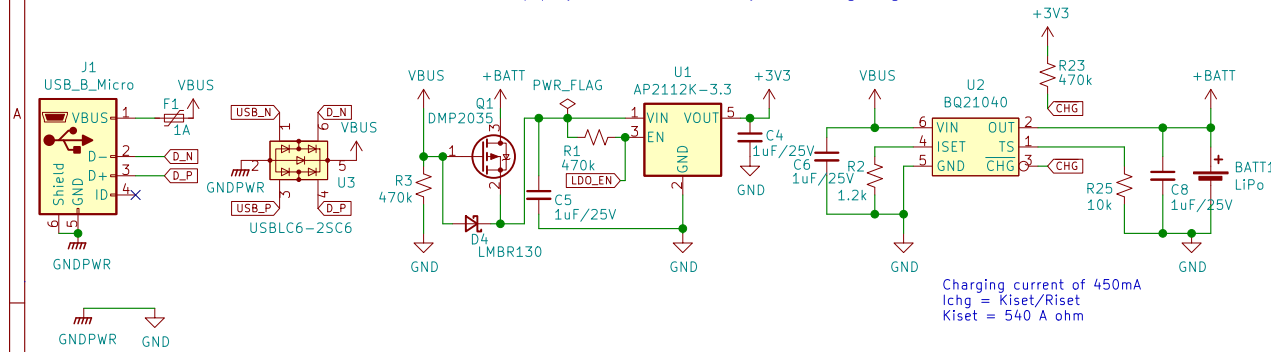 +3V3
J1
USB_B_Micro
VBUS
F1
1A
VBUS
1
D-
2
D_N
D+
3
D_P
ID
4
Shield
GND
6
5
GNDPWR
USB_N
D_N
1
6
VBUS
2
5
GNDPWR
U3
3
4
USB_P
D_P
USBLC6-2SC6
VBUS
+BATT
Q1
DMP2035
3
1
2
R3
470k
GND
D4
LMBR130
PWR_FLAG
R1
470k
LDO_EN
C5
1uF/25V
U1
AP2112K-3.3
1
VIN
VOUT
5
3
EN
GND
2
GND
+3V3
C4
1uF/25V
GND
VBUS
C6
1uF/25V
R2
1.2k
GND
U2
BQ21040
6
VIN
OUT
2
4
ISET
TS
1
5
GND
CHG
3
CHG
R23
470k
CHG
+BATT
R25
10k
C8
1uF/25V
+
BATT1
LiPo
GND
A
GNDPWR
GND
Charging current of 450mA
Ichg = Kiset/Riset
Kiset = 540 A ohm